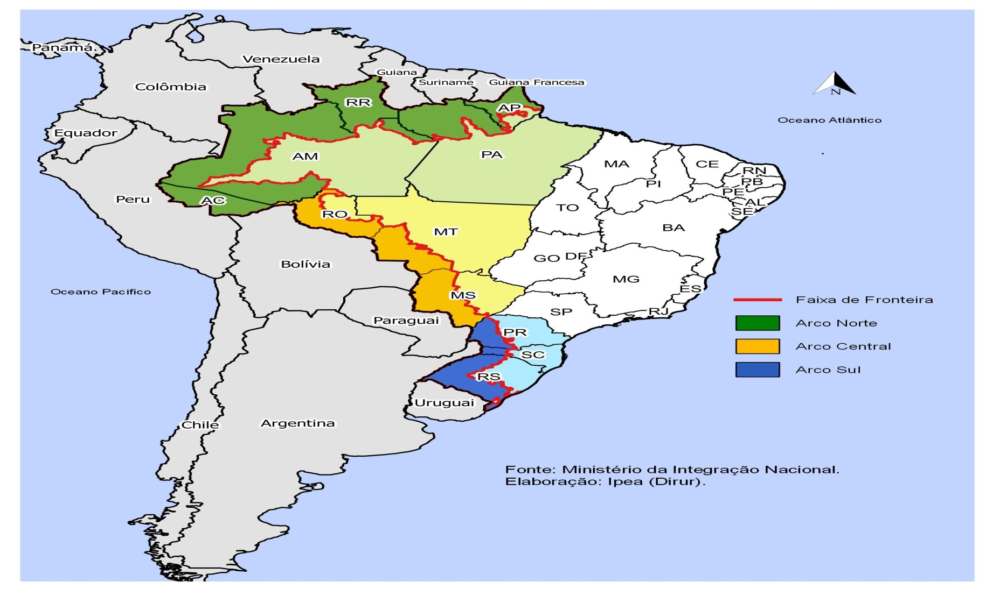 Panamá
Venezuela
Guiana
Suriname
Guiana Francesa
Colômbia
RR
AP
Oceano Atlântico
Equador
AM
PA
MA
CE
RN
PI
PB
PE
Peru
AC
AL
TO
SE
RO
BA
MT
GO
DF
Bolívia
MG
ES
Oceano Pacífico
MS
Faixa de Fronteira
SP
RJ
Paraguai
Arco Norte
PR
Arco Central
SC
Arco Sul
RS
Uruguai
Chile
Argentina
N
Fonte: Ministério da Integração Nacional.
Elaboração: Ipea (Dirur).